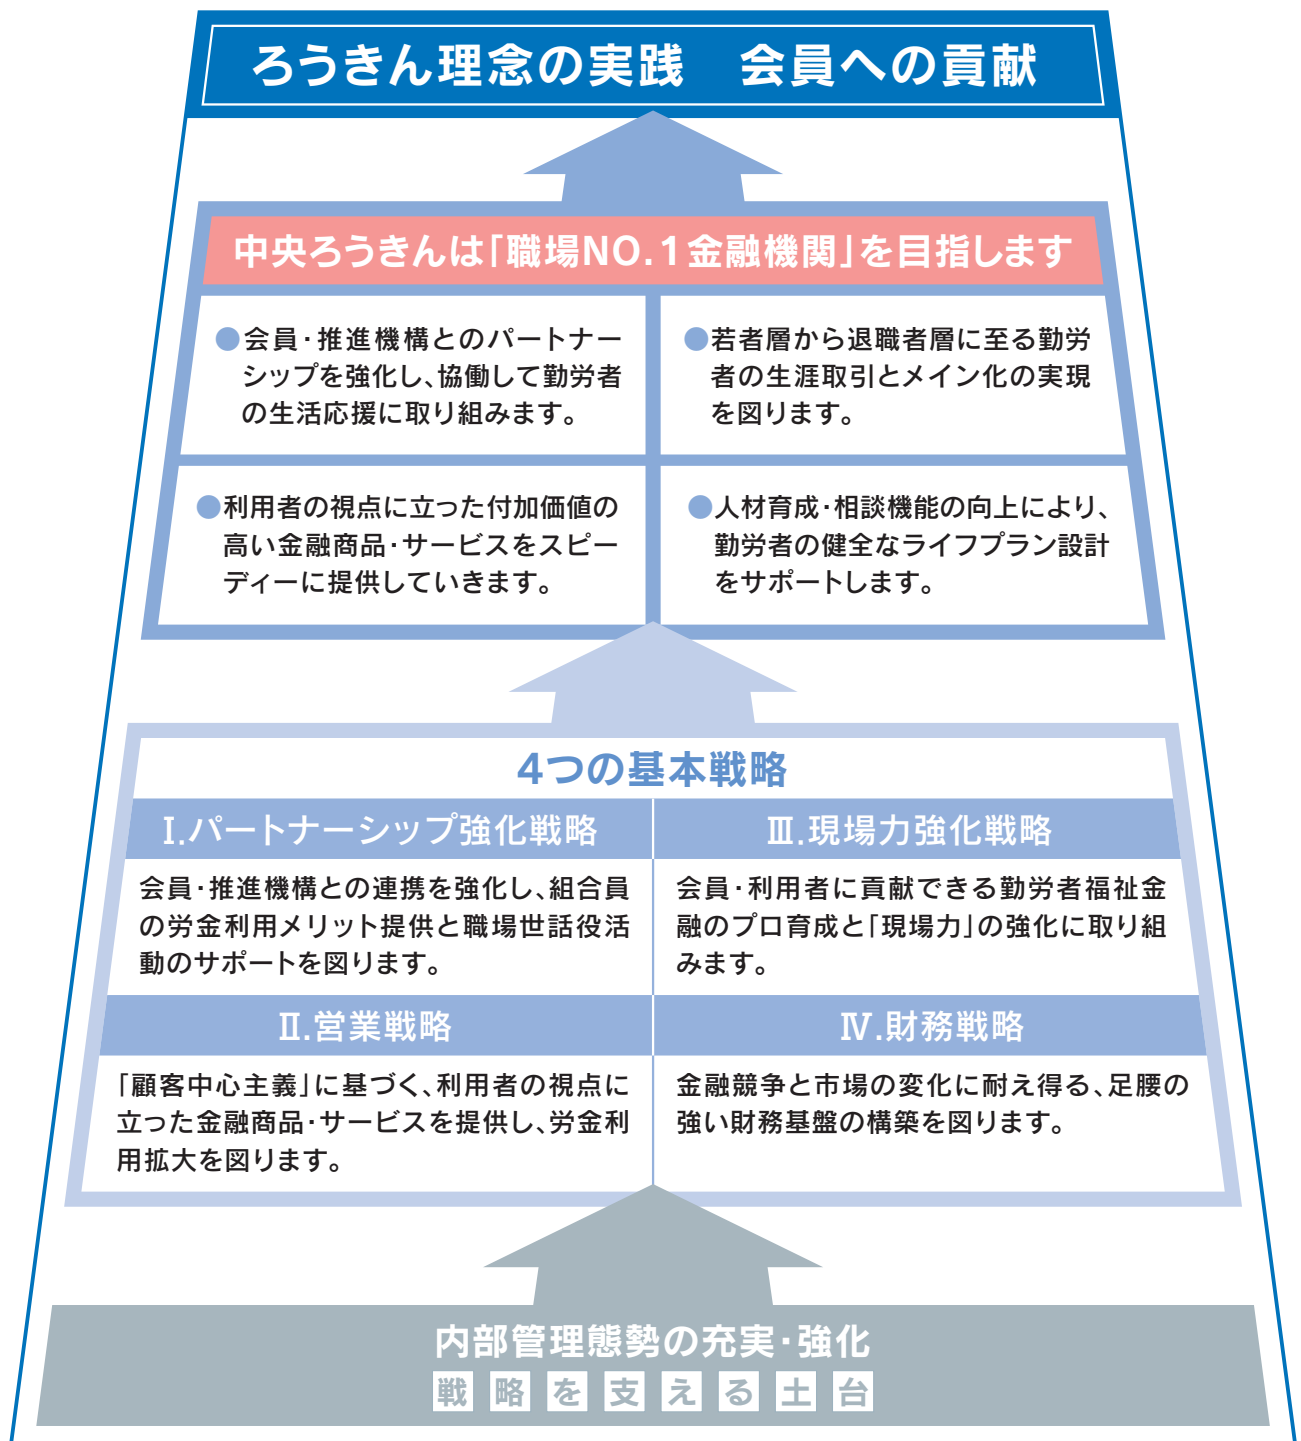 ろうきん理念の実践　会員への貢献
中央ろうきんは「職場NO.1金融機関」を目指します
●会員・推進機構とのパートナー
シップを強化し、協働して勤労者
の生活応援に取り組みます。
●若者層から退職者層に至る勤労
者の生涯取引とメイン化の実現
を図ります。
●利用者の視点に立った付加価値の
高い金融商品・サービスをスピー
ディーに提供していきます。
●人材育成・相談機能の向上により、
勤労者の健全なライフプラン設計
をサポートします。
4つの基本戦略
Ⅰ.パートナーシップ強化戦略
会員・推進機構との連携を強化し、組合員
の労金利用メリット提供と職場世話役活
動のサポートを図ります。
Ⅱ.営業戦略
「顧客中心主義」に基づく、利用者の視点に
立った金融商品・サービスを提供し、労金利
用拡大を図ります。
Ⅲ.現場力強化戦略
会員・利用者に貢献できる勤労者福祉金
融のプロ育成と「現場力」の強化に取り組
みます。
Ⅳ.財務戦略
金融競争と市場の変化に耐え得る、足腰の
強い財務基盤の構築を図ります。
内部管理態勢の充実・強化
戦略を支える土台